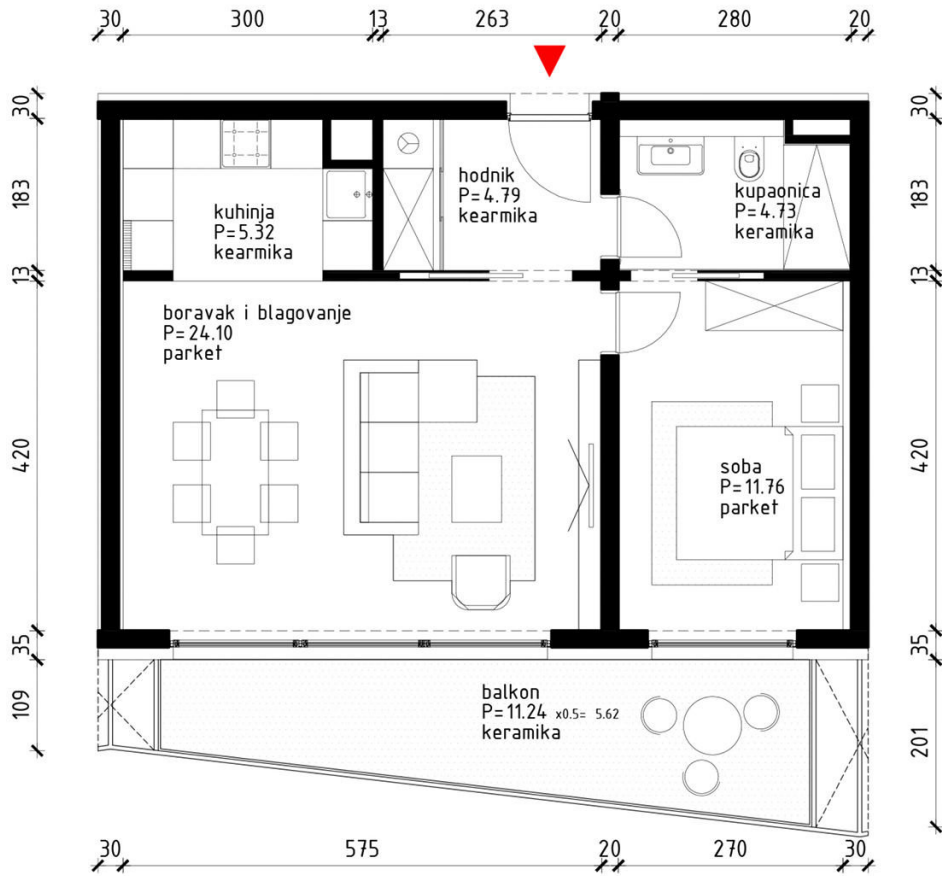 30 300 13 263 20 280 20
30
183
13
420
35
109
30
183
13
420
35
201
kuhinja
P=5.32
kearmika
hodnik
P=4.79
kearmika
kupaonica
P=4.73
keramika
boravak i blagovanje
P=24.10
parket
soba
P=11.76
parket
balkon
P=11.24 x0.5= 5.62
keramika
30 575 20 270 30